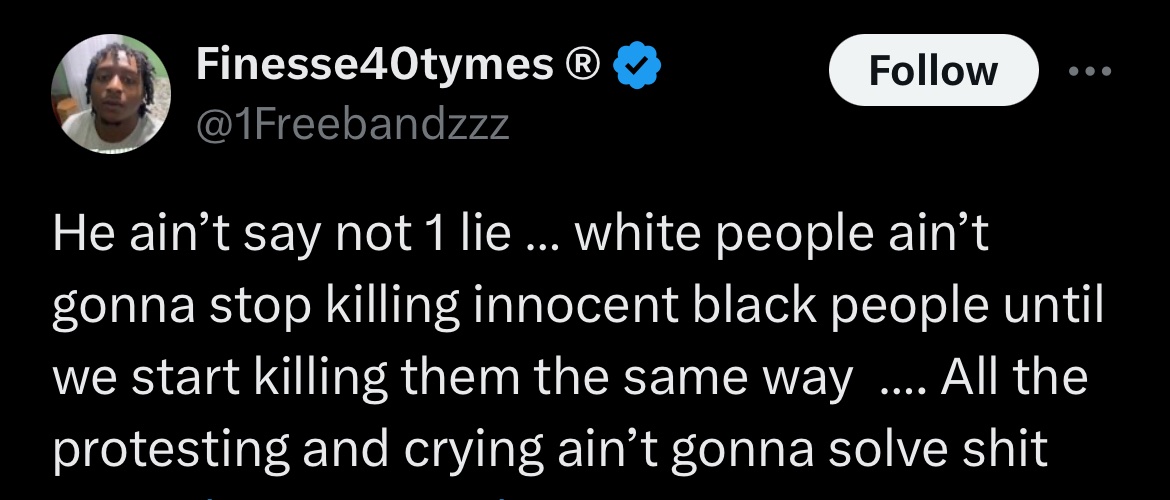 Finesse40tymes ®
@1Freebandzzz
Follow
He ain’t say not 1 lie ... white people ain’t
gonna stop killing innocent black people until
we start killing them the same way .... All the
protesting and crying ain’t gonna solve shit